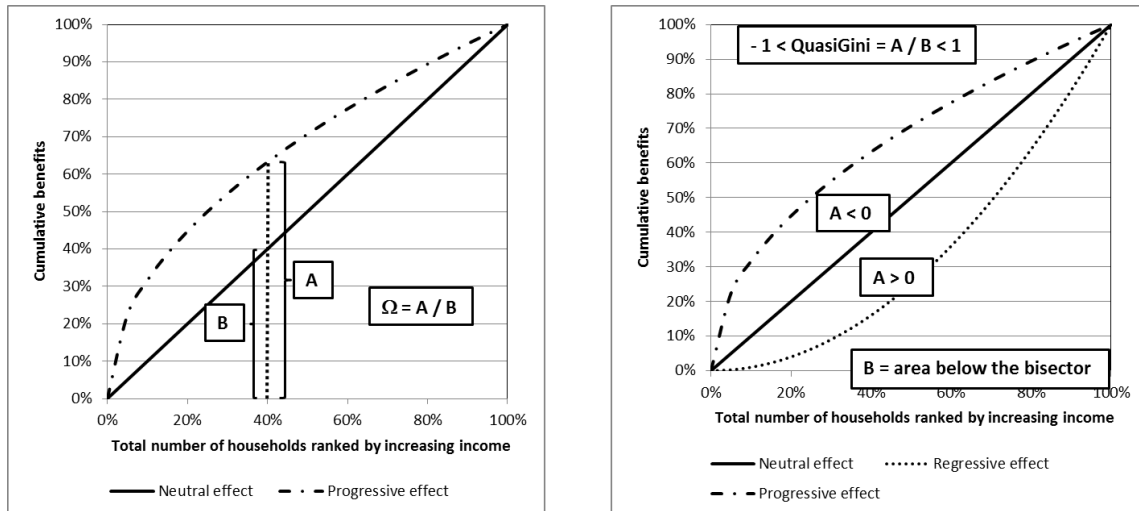 100%
90%
80%
70%
60%
50%
40%
30%
20%
10%
0%
Cumulative benefits
A
B
Ω = A / B
0% 20% 40% 60% 80% 100%
Total number of households ranked by increasing income
Neutral effect Progressive effect
100%
90%
80%
70%
60%
50%
40%
30%
20%
10%
0%
Cumulative benefits
- 1 < QuasiGini = A / B < 1
A < 0
A > 0
B = area below the bisector
0% 20% 40% 60% 80% 100%
Total number of households ranked by increasing income
Neutral effect Regressive effect
Progressive effect